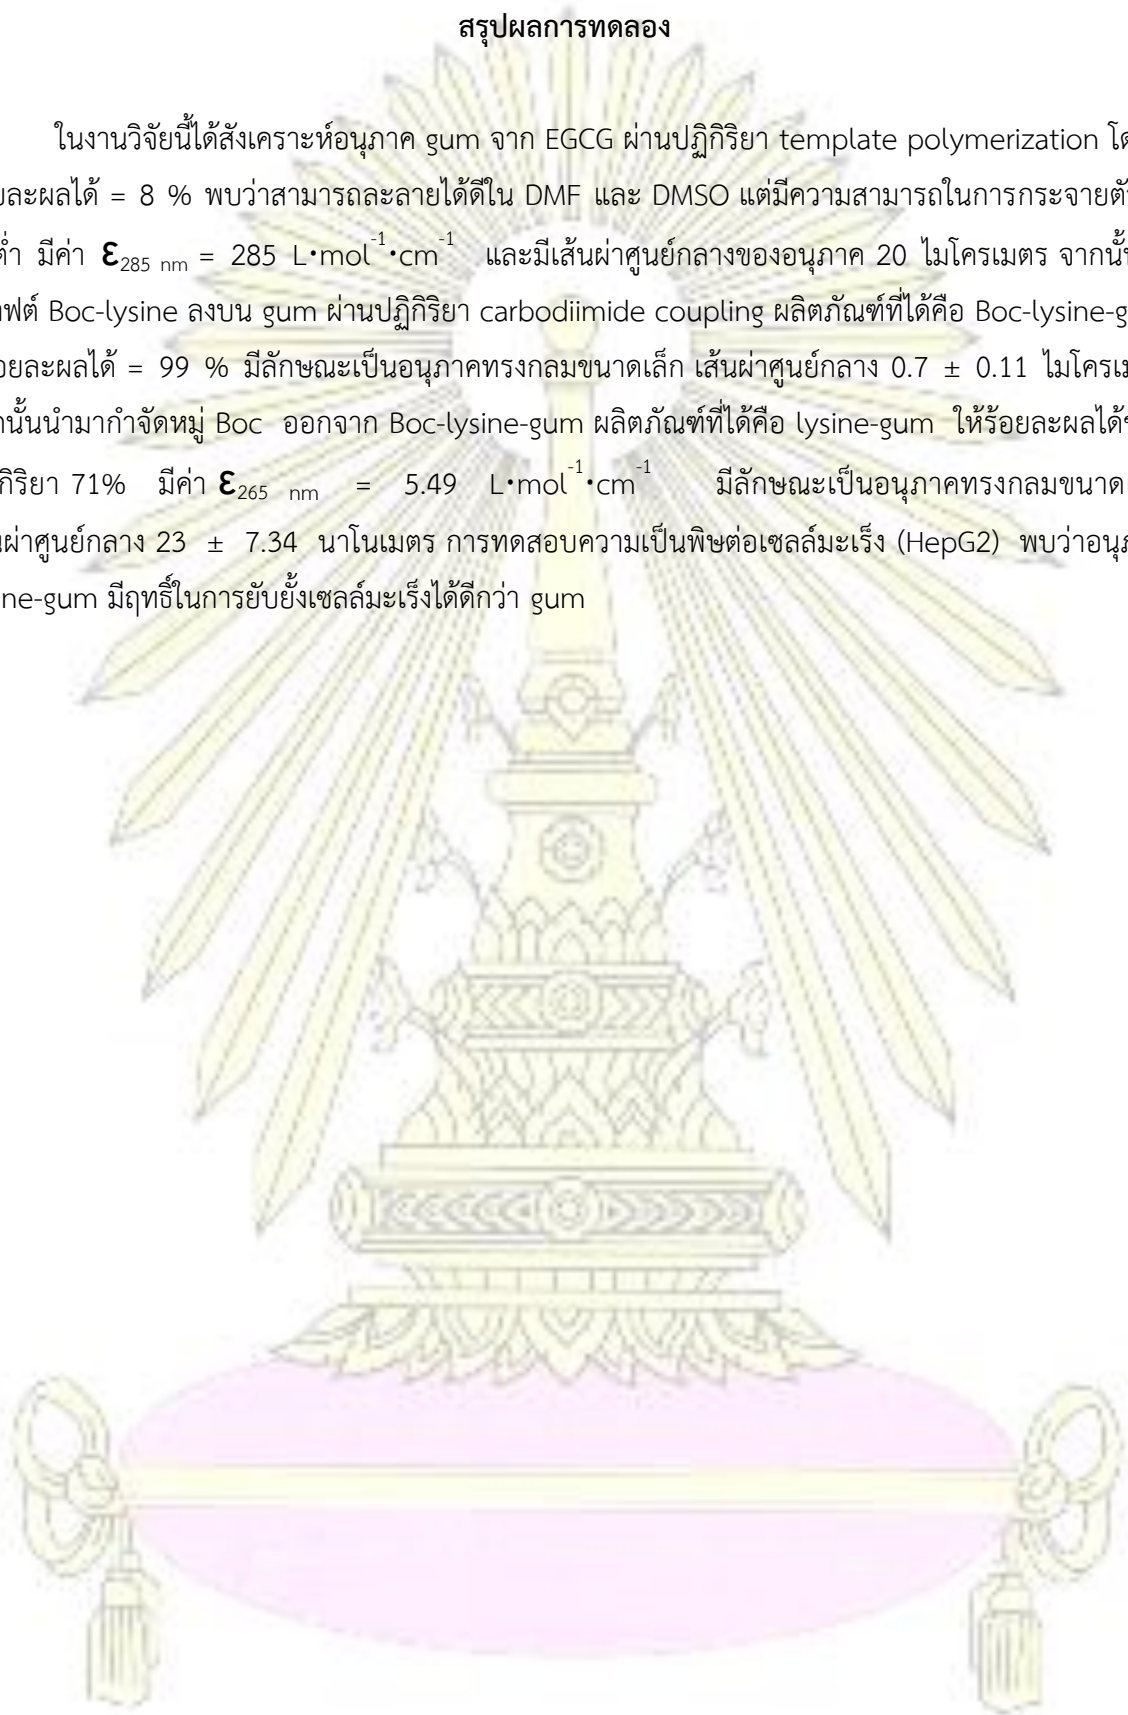 สรุปผลการทดลอง
ในงานวิจัยนี้ได้สังเคราะห์อนุภาค gum จาก EGCG ผ่านปฏิกิริยา template polymerization
ละผลได้ = 8 % พบว่าสามารถละลายได้ดีใน DMF และ DMSO แต่มีความสามารถในการกระจายตั
ต่ำ มีค่า ε285 nm = 285 L·mol-1·cm-1 และมีเส้นผ่าศูนย์กลางของอนุภาค 20 ไมโครเมตร จากนั้น
ฟต์ Boc-lysine ลงบน gum ผ่านปฏิกิริยา carbodiimide coupling ผลิตภัณฑ์ที่ได้คือ Boc-lysine-g
อยละผลได้ = 99 % มีลักษณะเป็นอนุภาคทรงกลมขนาดเล็ก เส้นผ่าศูนย์กลาง 0.7 ± 0.11 ไมโครเม
นั้นนำมากำจัดหมู่ Boc ออกจาก Boc-lysine-gum ผลิตภัณฑ์ที่ได้คือ lysine-gum ให้ร้อยละผลได้
กิริยา 71% มีค่า ε265 nm = 5.49 L·mol-1·cm-1 มีลักษณะเป็นอนุภาคทรงกลมขนาด
ผ่าศูนย์กลาง 23 ± 7.34 นาโนเมตร การทดสอบความเป็นพิษต่อเซลล์มะเร็ง (HepG2) พบว่าอนุภ
ine-gum มีฤทธิ์ในการยับยั้งเซลล์มะเร็งได้ดีกว่า gum